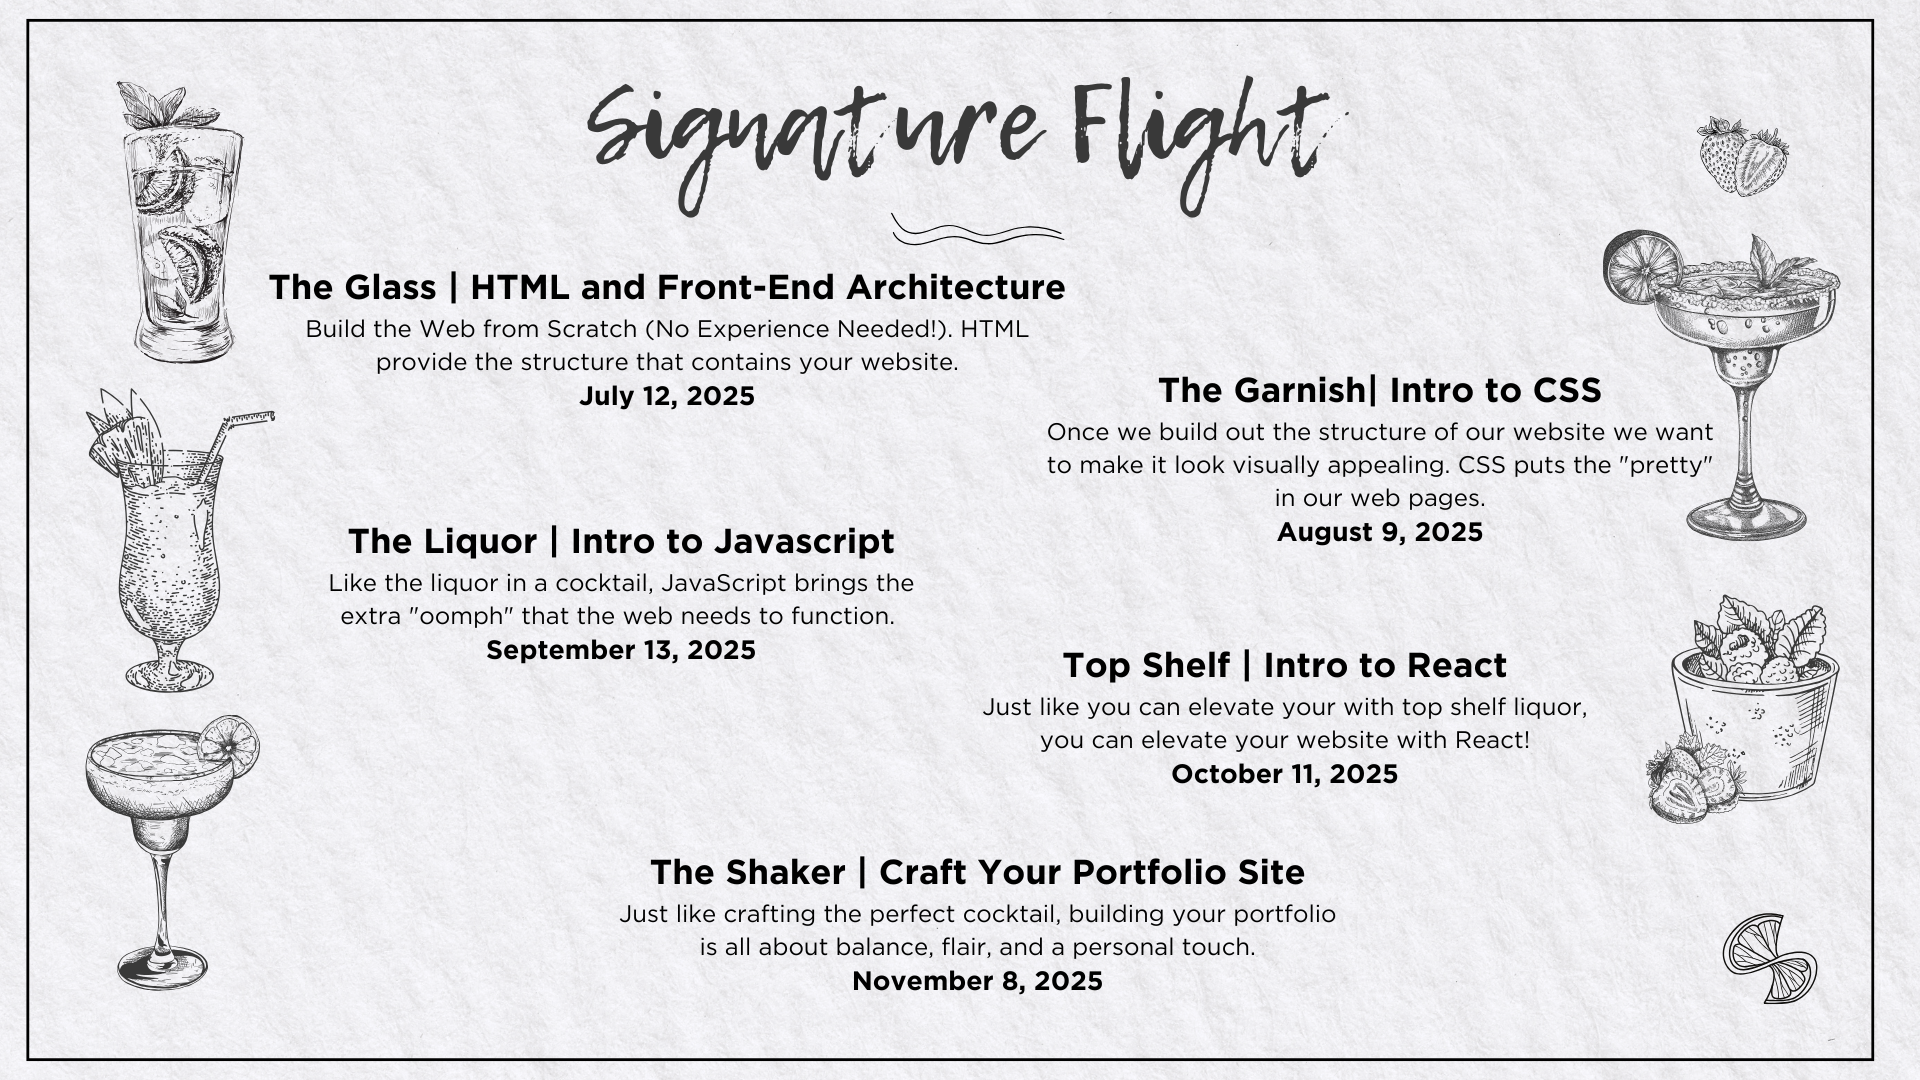 Signature Flight
The Glass | HTML and Front-End Architecture
Build the Web from Scratch (No Experience Needed!). HTML
provide the structure that contains your website.
July 12, 2025
The Garnish| Intro to CSS
Once we build out the structure of our website we want
to make it look visually appealing. CSS puts the "pretty"
in our web pages.
August 9, 2025
The Liquor | Intro to Javascript
Like the liquor in a cocktail, JavaScript brings the
extra "oomph" that the web needs to function.
September 13, 2025
Top Shelf | Intro to React
Just like you can elevate your with top shelf liquor,
you can elevate your website with React!
October 11, 2025
The Shaker | Craft Your Portfolio Site
Just like crafting the perfect cocktail, building your portfolio
is all about balance, flair, and a personal touch.
November 8, 2025